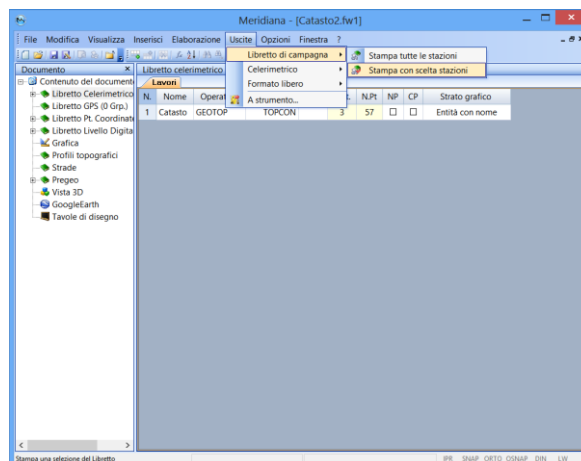 Meridiana - [Catasto2.fw1]
File Modifica Visualizza Inserisci Elaborazione Uscite Opzioni Finestra ?
Libretto di campagna
Stampa tutte le stazioni
Celerimetrico
Stampa con scelta stazioni
Formato libero
A strumento...
Documento
Libretto celerimetrico
Contenuto del document
Lavori
Libretto Celerimetrico
N. Nome Operat N.Pt NP CP Strato grafico
Libretto GPS (0 Grp.)
1 Catasto GEOTOP TOPCON 3 57 Entità con nome
Libretto Pt. Coordinat
Libretto Livello Digita
Grafica
Profili topografici
Strade
Pregeo
Vista 3D
GoogleEarth
Tavole di disegno
Stampa una selezione del Libretto
IPR SNAP ORTO OSNAP DIN LW